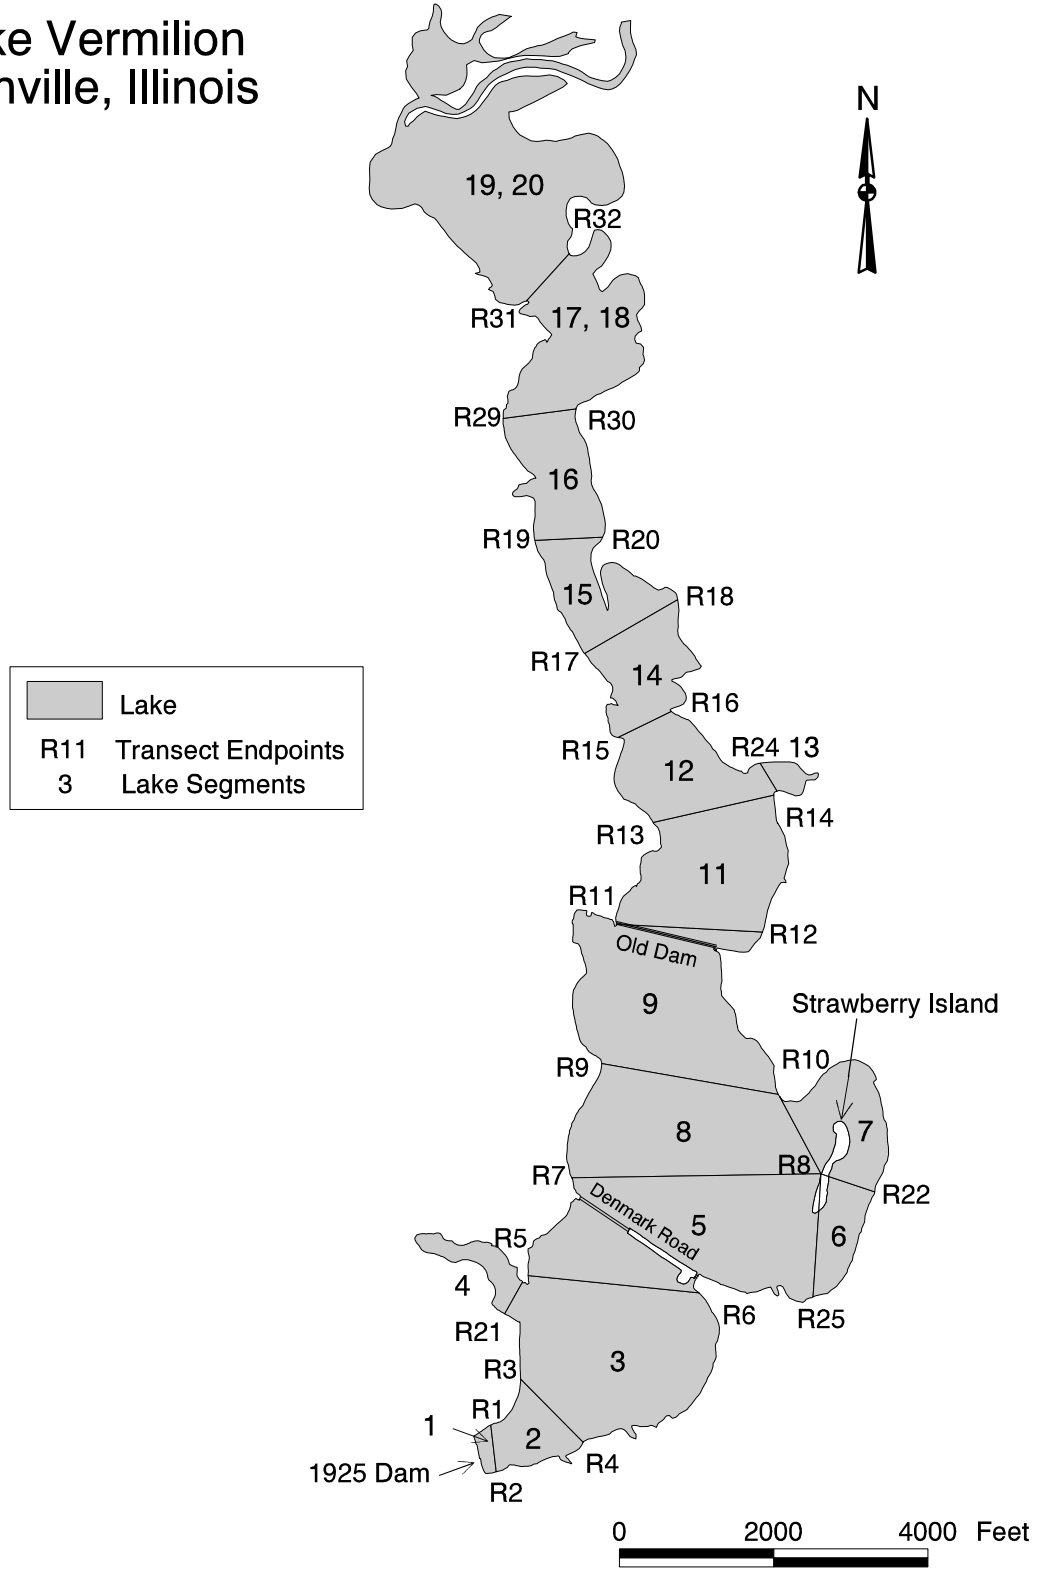 ke Vermilion
nville, Illinois
N
19, 20
R32
R31
17, 18
R29
R30
16
R19
R20
15
R18
R17
14
R16
R15
R24 13
12
Lake
R11 Transect Endpoints
3 Lake Segments
R14
R13
11
R11
R12
Old Dam
9
Strawberry Island
R10
R9
8
7
R8
R7
R22
Denmark Road
5
6
R5
4
R6
R25
R21
3
R3
R1
1
2
R4
1925 Dam
R2
0 2000 4000 Feet